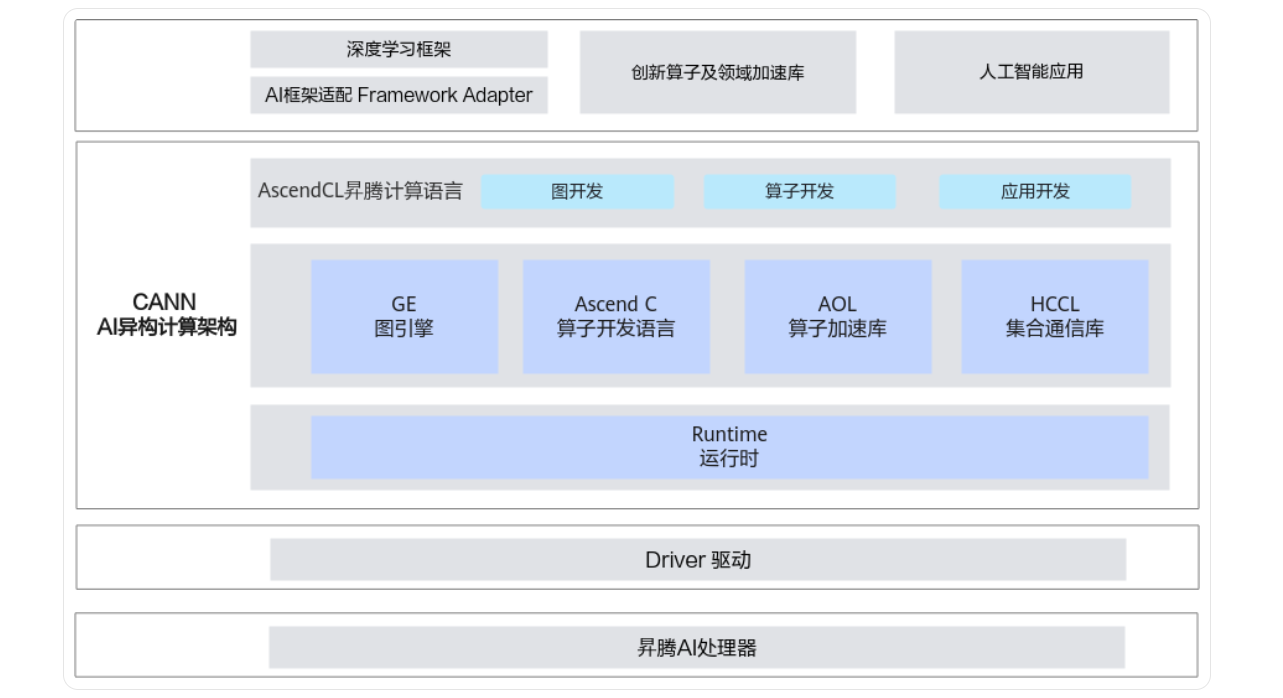 深度学习框架
AI框架适配 Framework Adapter
创新算子及领域加速库
人工智能应用
CANN
AI异构计算架构
AscendCL昇腾计算语言
图开发
算子开发
应用开发
GE
图引擎
Ascend C
算子开发语言
AOL
算子加速库
HCCL
集合通信库
Runtime
运行时
Driver 驱动
昇腾AI处理器